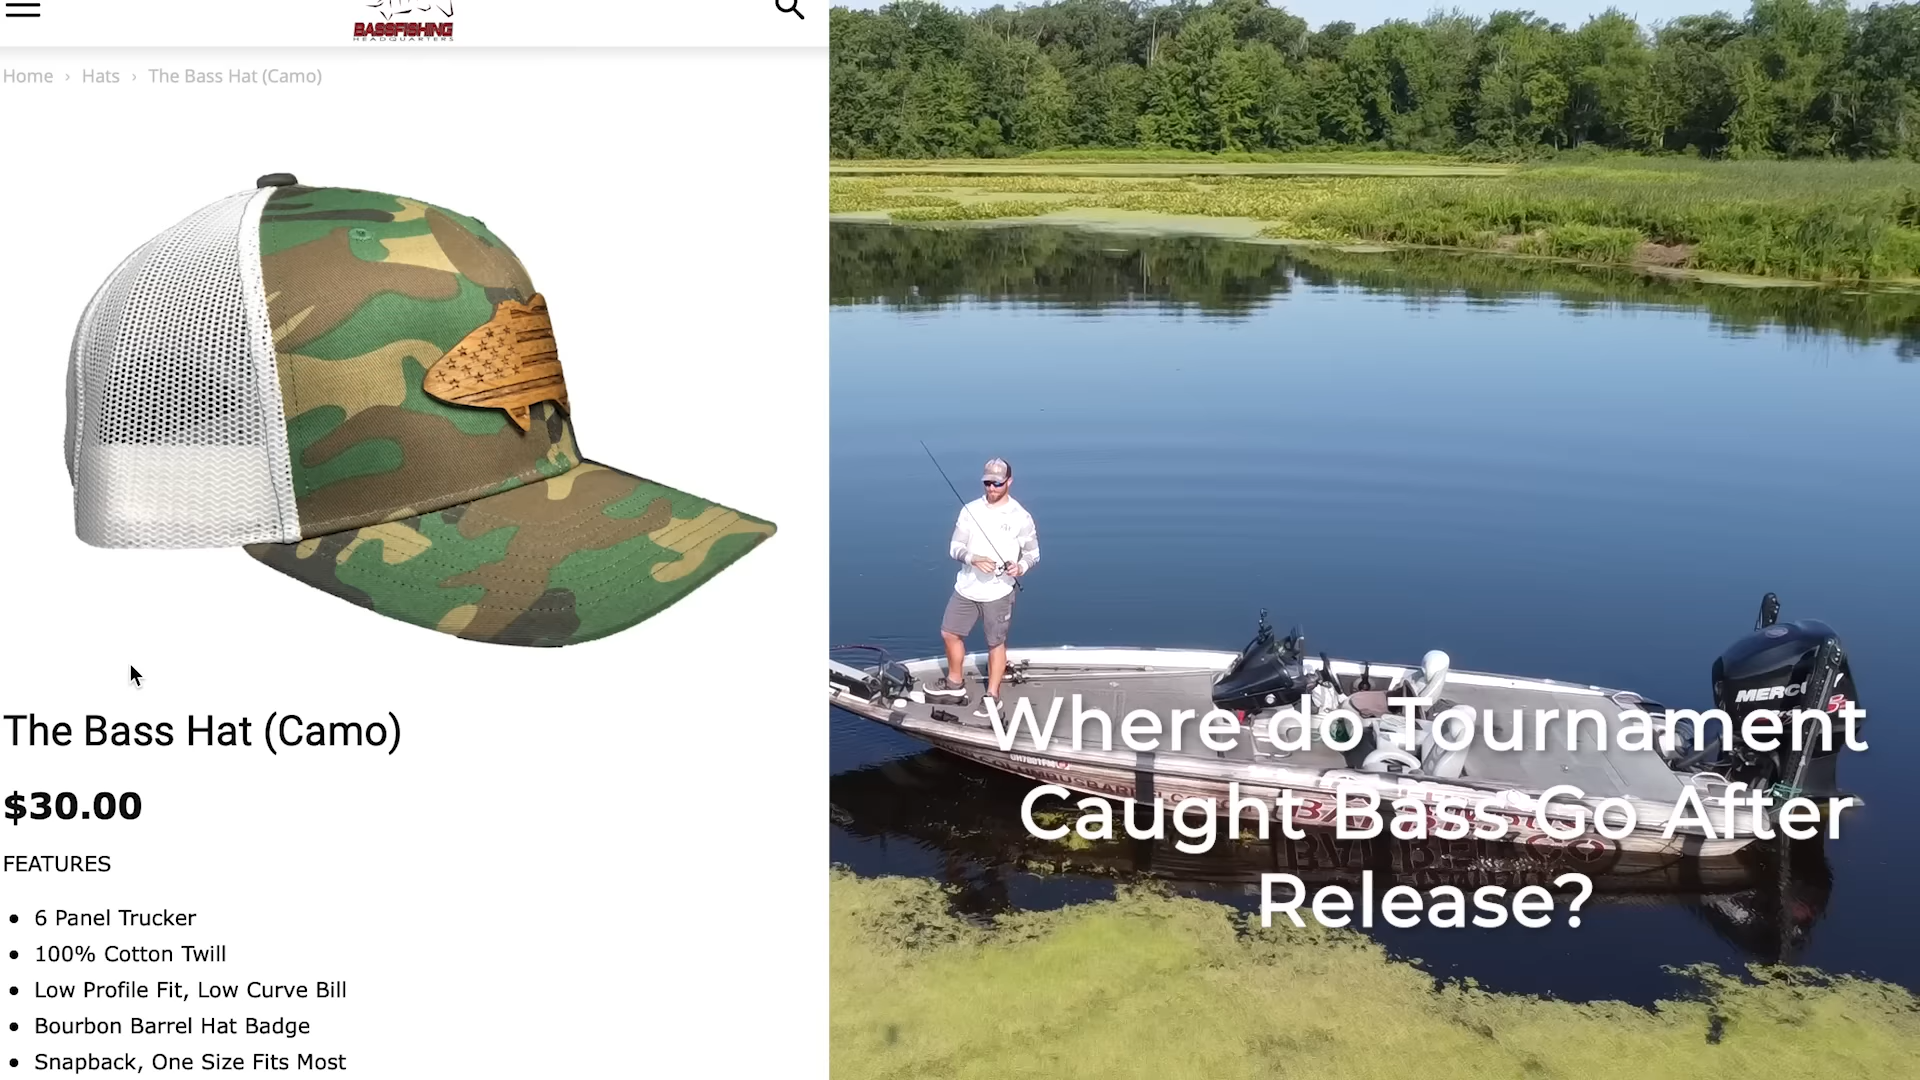 BASSFISHING
HEADQUARTERS
Home › Hats › The Bass Hat (Camo)
The Bass Hat (Camo)
$30.00
FEATURES
• 6 Panel Trucker
• 100% Cotton Twill
• Low Profile Fit, Low Curve Bill
• Bourbon Barrel Hat Badge
• Snapback, One Size Fits Most
MERC
Where do Tournament
Caught Bass Go After
Release?